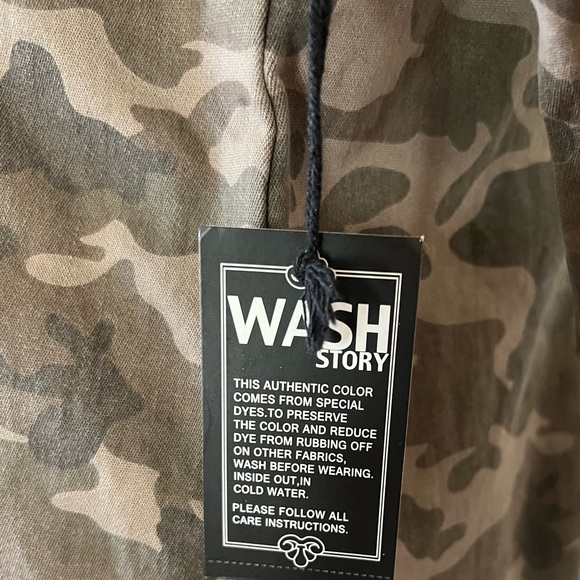 WASH
STORY
THIS AUTHENTIC COLOR
COMES FROM SPECIAL
DYES.TO PRESERVE
THE COLOR AND REDUCE
DYE FROM RUBBING OFF
ON OTHER FABRICS,
WASH BEFORE WEARING.
INSIDE OUT,IN
COLD WATER.
PLEASE FOLLOW ALL
CARE INSTRUCTIONS.